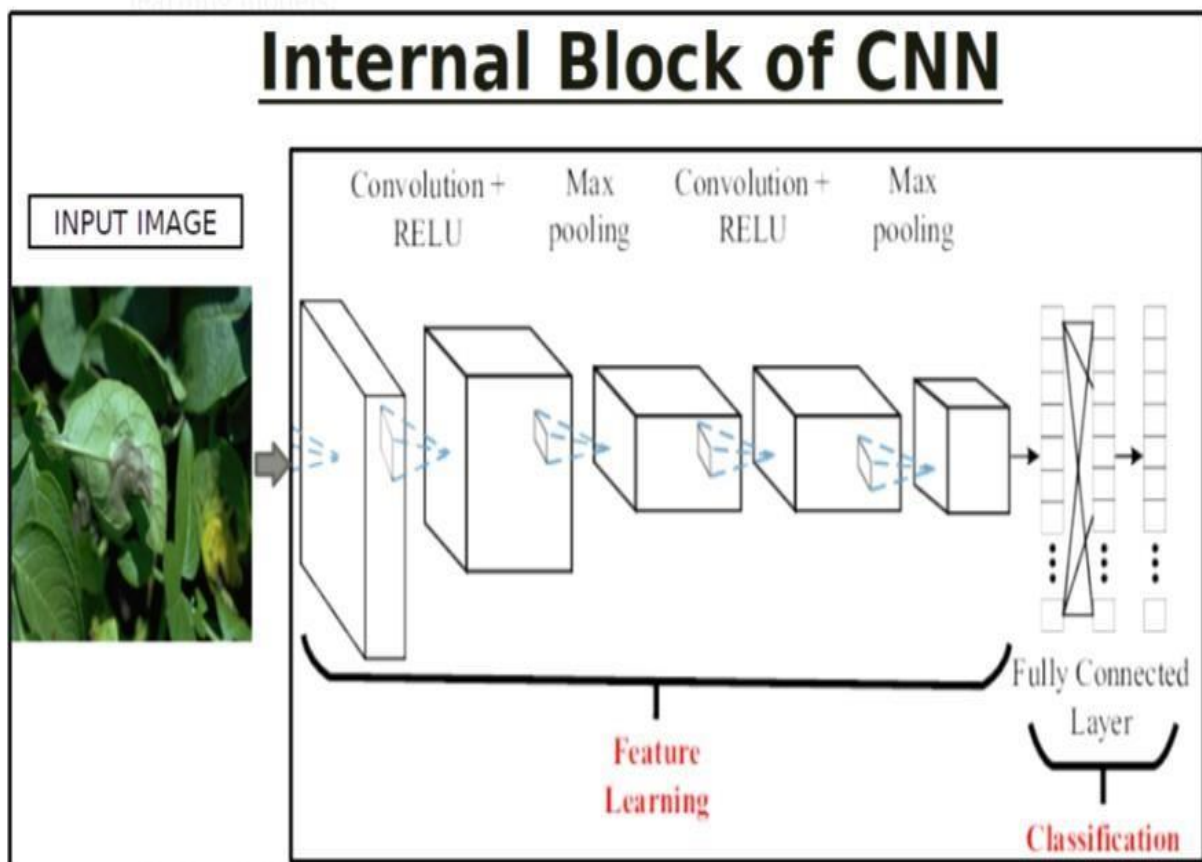 Internal Block of CNN
INPUT IMAGE
Convolution +
RELU
Max
pooling
Convolution +
RELU
Max
pooling
Fully Connected
Layer
Feature
Learning
Classification